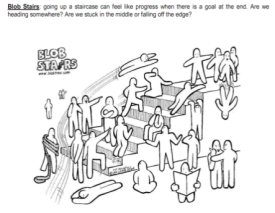 Blob Stairs: going up a staircase can feel like progress when there is a goal at the end. Are we
heading somewhere? Are we stuck in the middle or falling off the edge?
BLOB
STAIRS